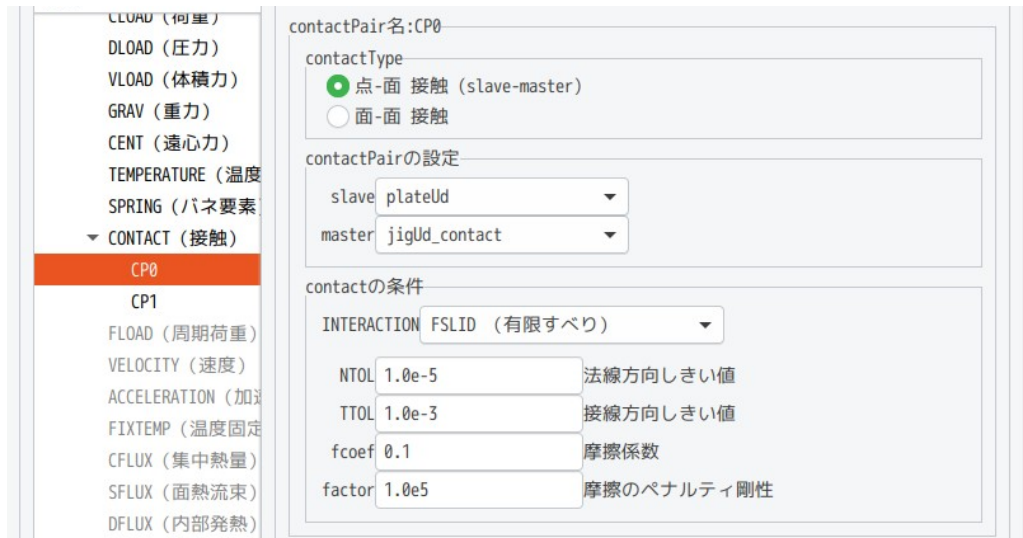 CLOAD (荷重)
DLOAD (圧力)
VLOAD (体積力)
GRAV (重力)
CENT (遠心力)
TEMPERATURE (温度
SPRING (バネ要素
CONTACT (接触)
CP0
CP1
FLOAD (周期荷重)
VELOCITY (速度)
ACCELERATION (加速
FIXTEMP (温度固定
CFLUX (集中熱量)
SFLUX (面熱流束)
DFLUX (内部発熱)
contactPair名:CP0
contactType
点-面 接触 (slave-master)
面-面 接触
contactPairの設定
slave plateUd
master jigUd_contact
contactの条件
INTERACTION FSLID (有限すべり)
NTOL 1.0e-5 法線方向しきい値
TTOL 1.0e-3 接線方向しきい値
fcoef 0.1 摩擦係数
factor 1.0e5 摩擦のペナルティ剛性